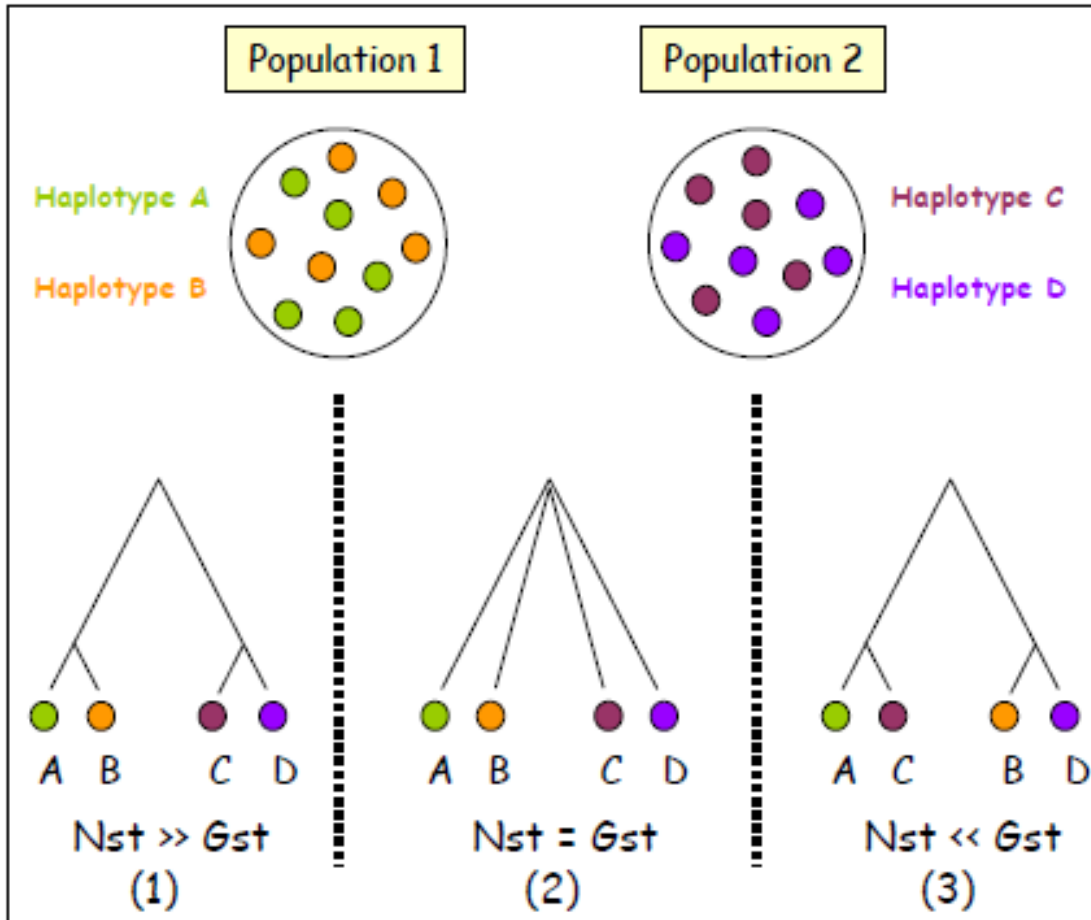 Population 1
Population 2
Haplotype A
Haplotype B
Haplotype C
Haplotype D
A B C D
Nst >> Gst
(1)
A B C D
Nst = Gst
(2)
A C B D
Nst << Gst
(3)